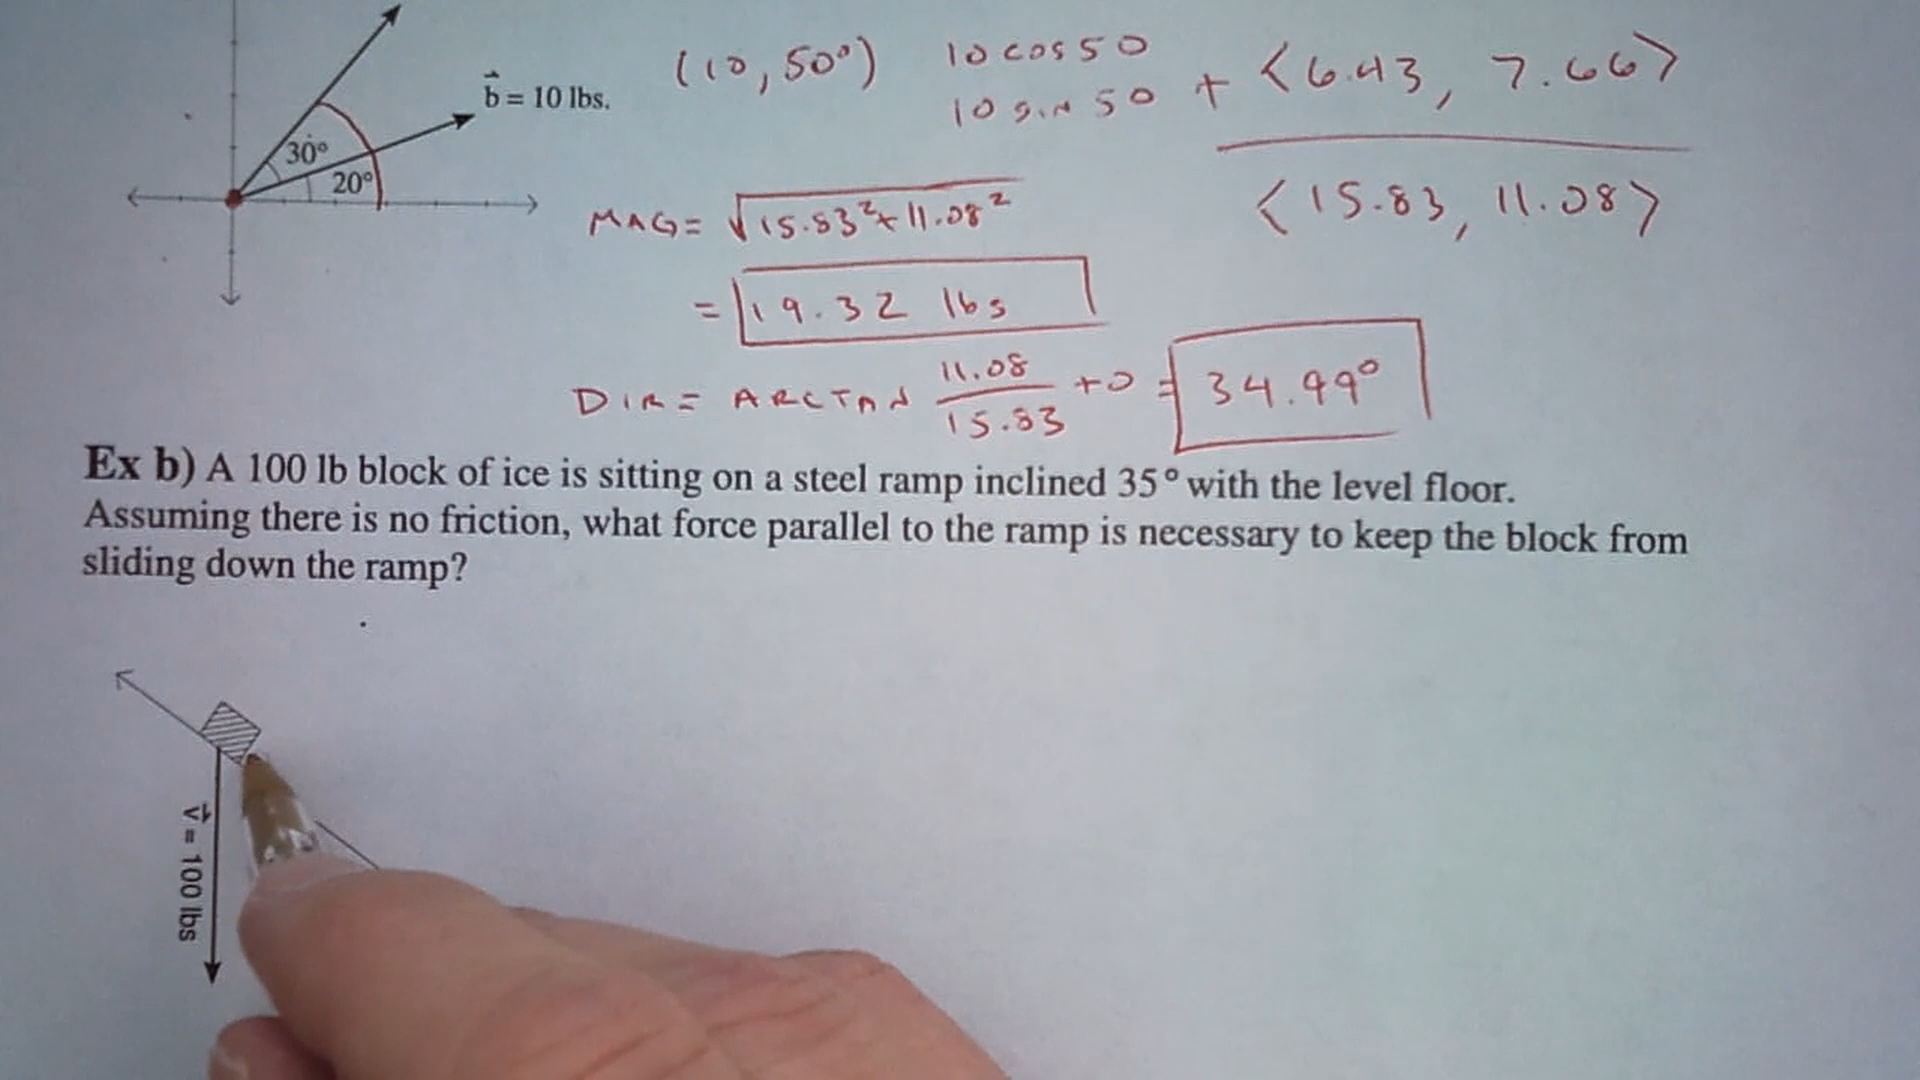 (10, 50°) 10 cos 50 + <6.43, 7.66>
10 sin 50
b⃗ = 10 lbs.
30°
20°
<15.83, 11.08>
MAG = √15.83² + 11.08²
= 19.32 lbs
DIR = ARCTAN 11.08/15.83 + 0 = 34.99°
Ex b) A 100 lb block of ice is sitting on a steel ramp inclined 35° with the level floor.
Assuming there is no friction, what force parallel to the ramp is necessary to keep the block from
sliding down the ramp?
v⃗ = 100 lbs